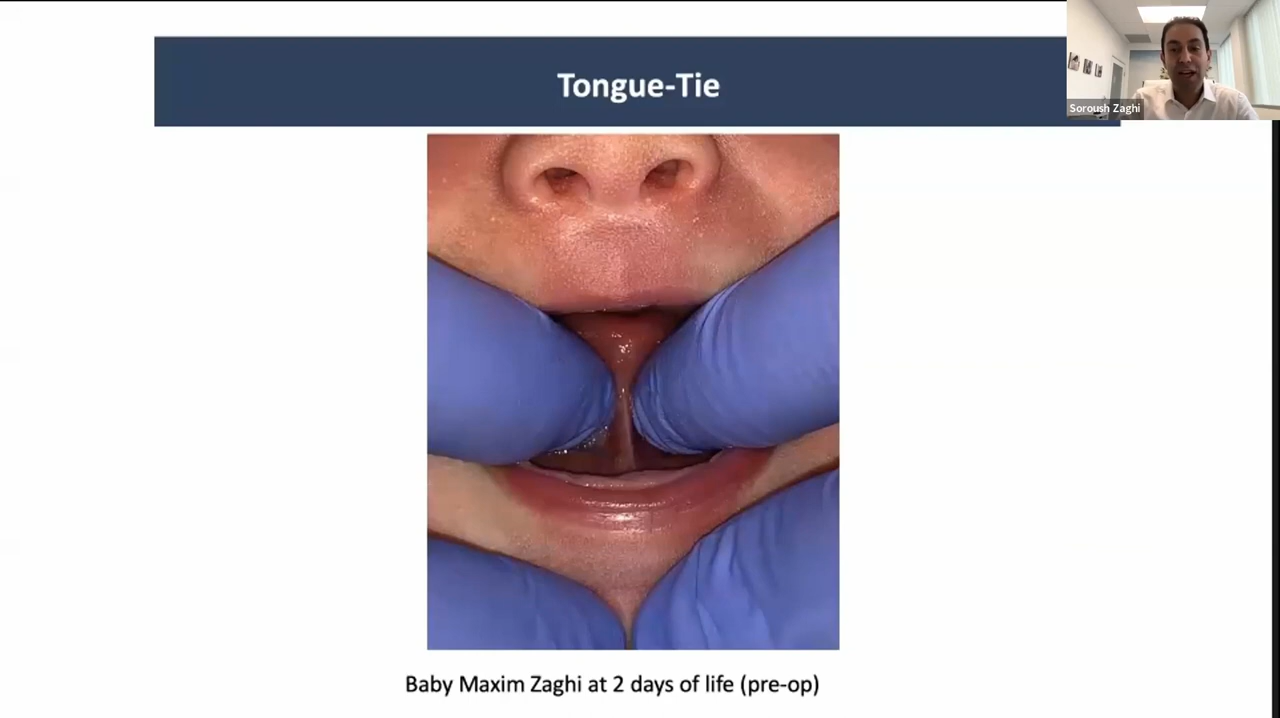 Tongue-Tie
Soroush Zaghi
Baby Maxim Zaghi at 2 days of life (pre-op)